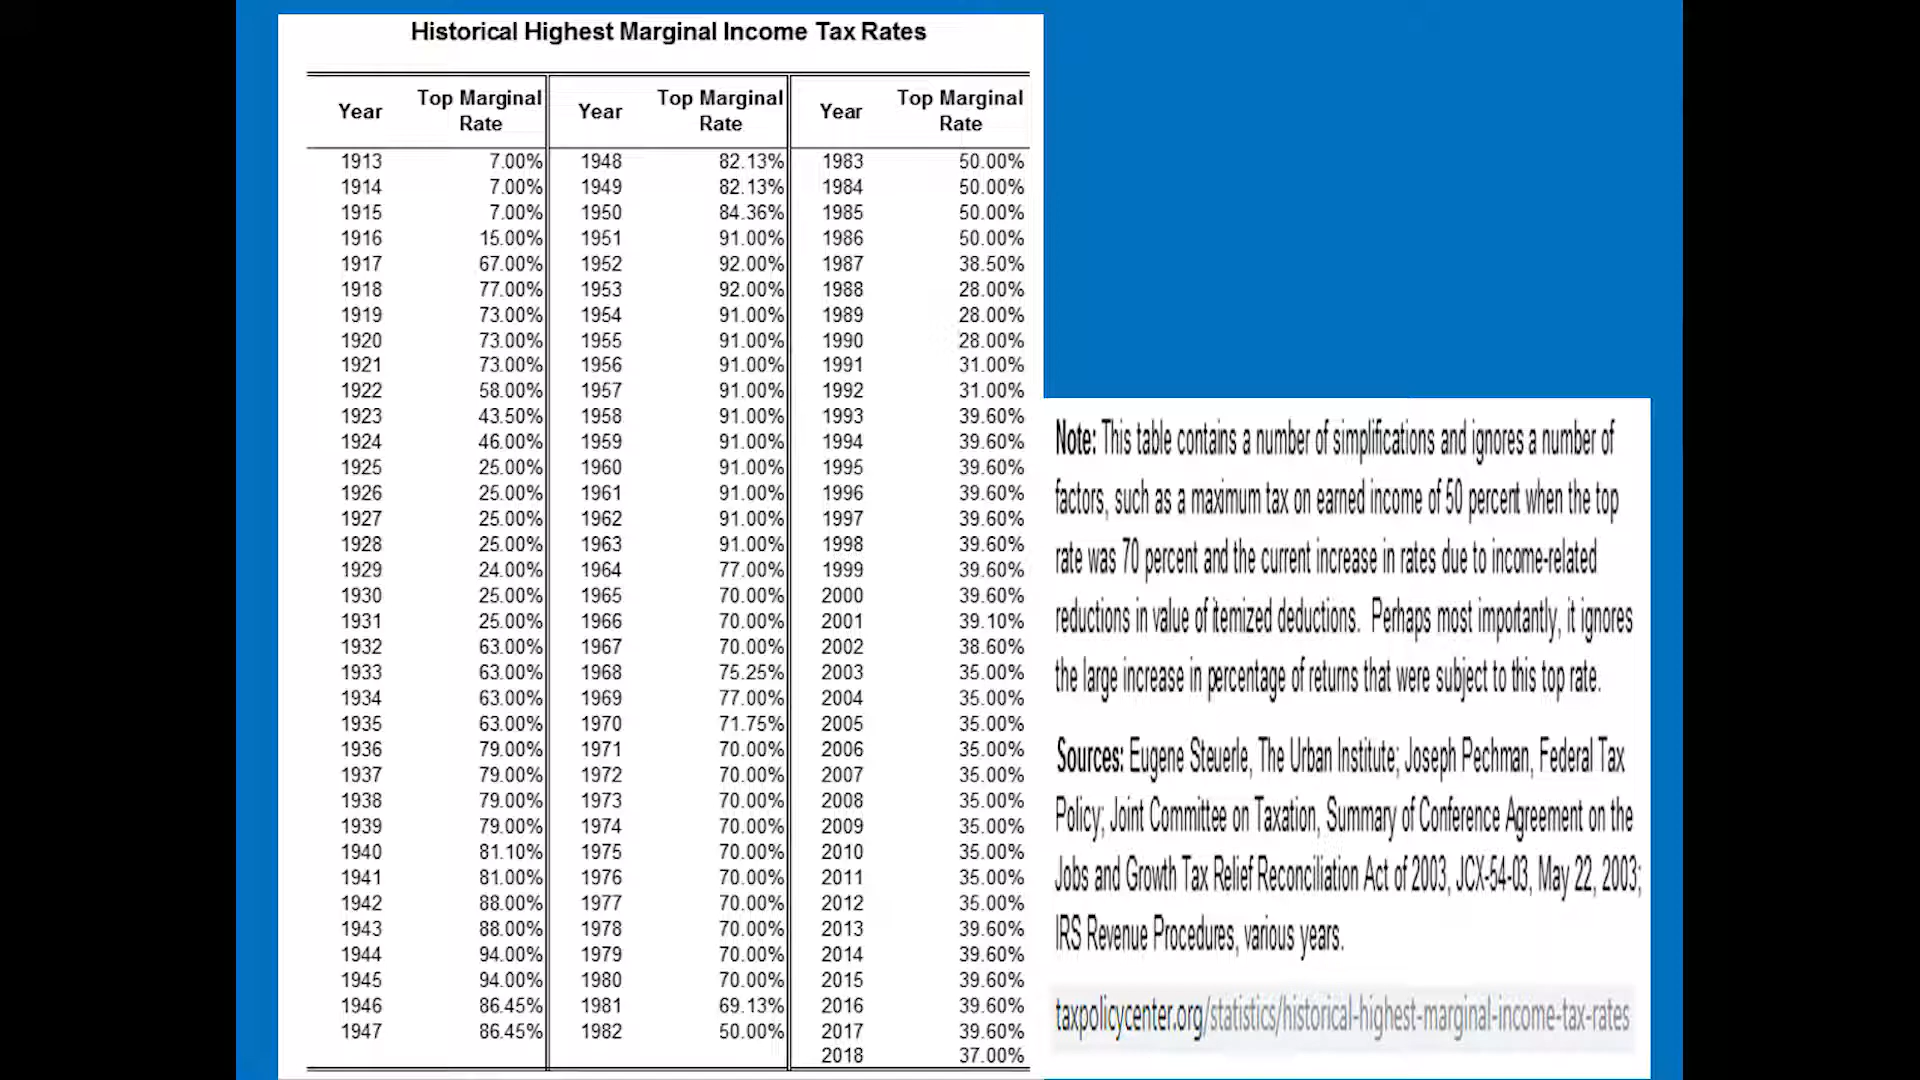 Historical Highest Marginal Income Tax Rates
Year Top Marginal Rate Year Top Marginal Rate Year Top Marginal Rate
1913 7.00% 1948 82.13% 1983 50.00%
1914 7.00% 1949 82.13% 1984 50.00%
1915 7.00% 1950 84.36% 1985 50.00%
1916 15.00% 1951 91.00% 1986 50.00%
1917 67.00% 1952 92.00% 1987 38.50%
1918 77.00% 1953 92.00% 1988 28.00%
1919 73.00% 1954 91.00% 1989 28.00%
1920 73.00% 1955 91.00% 1990 28.00%
1921 73.00% 1956 91.00% 1991 31.00%
1922 58.00% 1957 91.00% 1992 31.00%
1923 43.50% 1958 91.00% 1993 39.60%
1924 46.00% 1959 91.00% 1994 39.60%
1925 25.00% 1960 91.00% 1995 39.60%
1926 25.00% 1961 91.00% 1996 39.60%
1927 25.00% 1962 91.00% 1997 39.60%
1928 25.00% 1963 91.00% 1998 39.60%
1929 24.00% 1964 77.00% 1999 39.60%
1930 25.00% 1965 70.00% 2000 39.60%
1931 25.00% 1966 70.00% 2001 39.10%
1932 63.00% 1967 70.00% 2002 38.60%
1933 63.00% 1968 75.25% 2003 35.00%
1934 63.00% 1969 77.00% 2004 35.00%
1935 63.00% 1970 71.75% 2005 35.00%
1936 79.00% 1971 70.00% 2006 35.00%
1937 79.00% 1972 70.00% 2007 35.00%
1938 79.00% 1973 70.00% 2008 35.00%
1939 79.00% 1974 70.00% 2009 35.00%
1940 81.10% 1975 70.00% 2010 35.00%
1941 81.00% 1976 70.00% 2011 35.00%
1942 88.00% 1977 70.00% 2012 35.00%
1943 88.00% 1978 70.00% 2013 39.60%
1944 94.00% 1979 70.00% 2014 39.60%
1945 94.00% 1980 70.00% 2015 39.60%
1946 86.45% 1981 69.13% 2016 39.60%
1947 86.45% 1982 50.00% 2017 39.60%
2018 37.00%
Note: This table contains a number of simplifications and ignores a number of
factors, such as a maximum tax on earned income of 50 percent when the top
rate was 70 percent and the current increase in rates due to income-related
reductions in value of itemized deductions. Perhaps most importantly, it ignores
the large increase in percentage of returns that were subject to this top rate.
Sources: Eugene Steuerle, The Urban Institute; Joseph Pechman, Federal Tax
Policy; Joint Committee on Taxation, Summary of Conference Agreement on the
Jobs and Growth Tax Relief Reconciliation Act of 2003, JCX-54-03, May 22, 2003;
IRS Revenue Procedures, various years.
taxpolicycenter.org/statistics/historical-highest-marginal-income-tax-rates